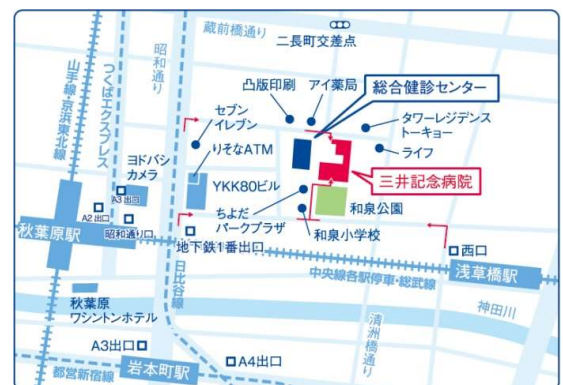 蔵前橋通り
二長町交差点
昭和通り
つくばエクスプレス
山手線・京浜東北線
凸版印刷
アイ薬局
総合健診センター
セブン
イレブン
タワーレジデンス
トーキョー
りそなATM
ライフ
ヨドバシ
カメラ
YKK80ビル
三井記念病院
A3出口
A2出口
昭和通り口
ちよだ
パークプラザ
和泉公園
秋葉原駅
地下鉄1番出口
和泉小学校
西口
中央線各駅停車・総武線
浅草橋駅
日比谷線
神田川
秋葉原
ワシントンホテル
清洲橋通り
A3出口
A4出口
岩本町駅
都営新宿線